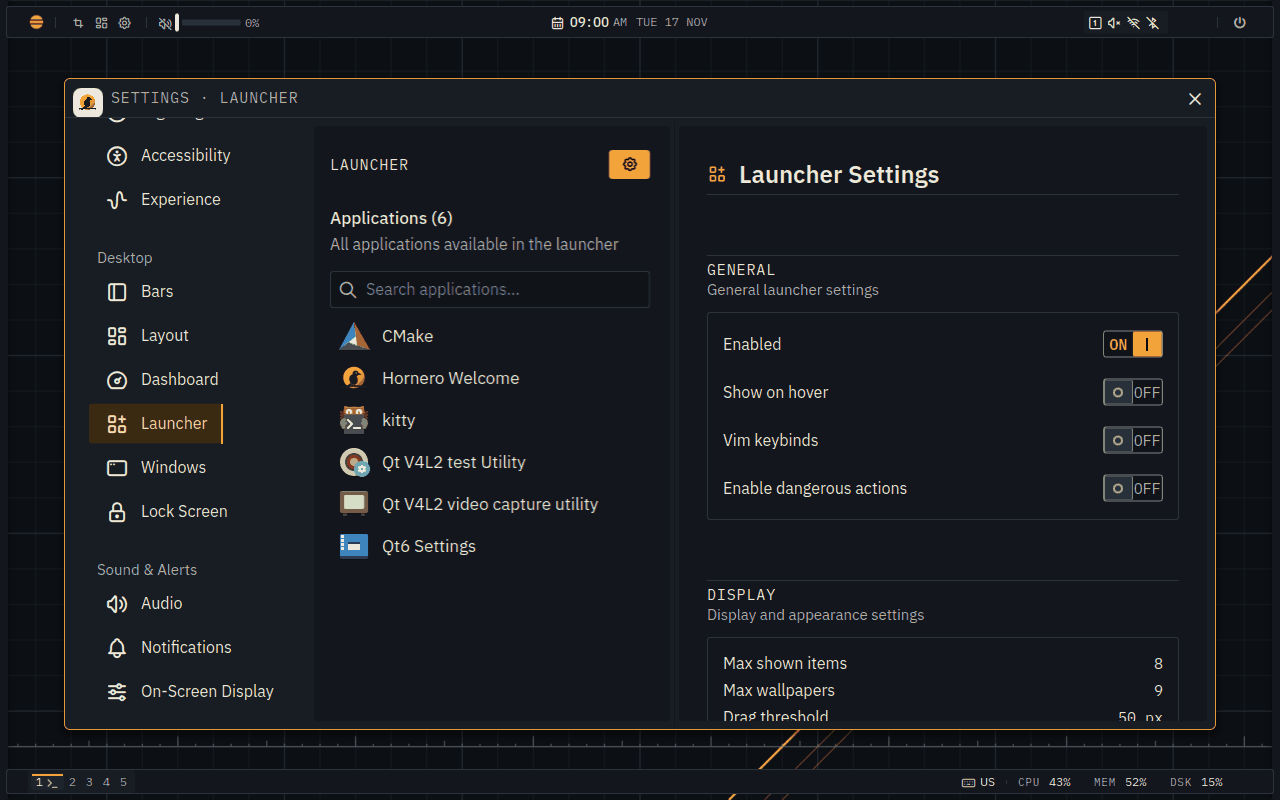 0%
09:00 AM TUE 17 NOV
1
SETTINGS · LAUNCHER
Accessibility
Experience
Desktop
Bars
Layout
Dashboard
Launcher
Windows
Lock Screen
Sound & Alerts
Audio
Notifications
On-Screen Display
LAUNCHER
Applications (6)
All applications available in the launcher
Search applications...
CMake
Hornero Welcome
kitty
Qt V4L2 test Utility
Qt V4L2 video capture utility
Qt6 Settings
Launcher Settings
GENERAL
General launcher settings
Enabled ON
Show on hover OFF
Vim keybinds OFF
Enable dangerous actions OFF
DISPLAY
Display and appearance settings
Max shown items 8
Max wallpapers 9
Drag threshold 50 px
1 2 3 4 5
US CPU 43% MEM 52% DSK 15%